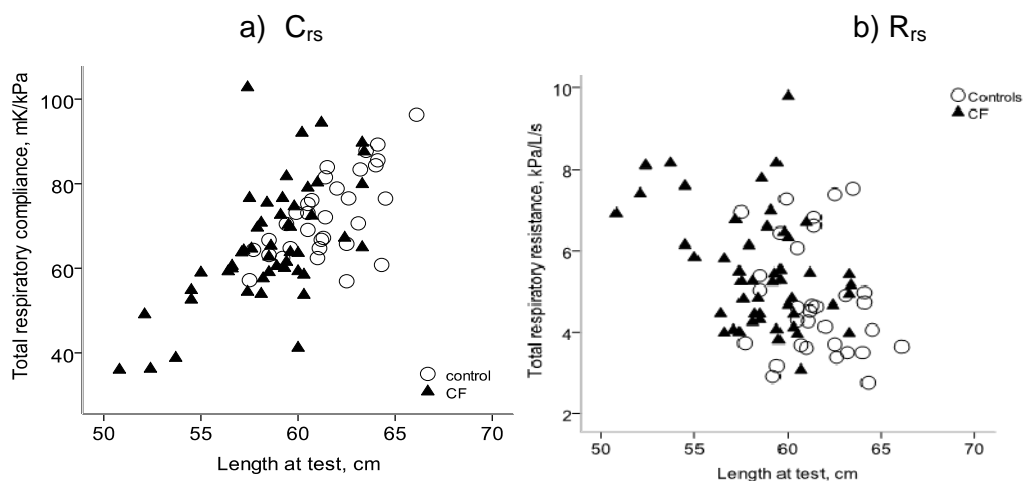 a) Crs
b) Rrs
Total respiratory compliance, mK/kPa
100
80
60
40
50 55 60 65 70
Length at test, cm
control
CF
Total respiratory resistance, kPa/L/s
10
8
6
4
2
50 55 60 65 70
Length at test, cm
Controls
CF